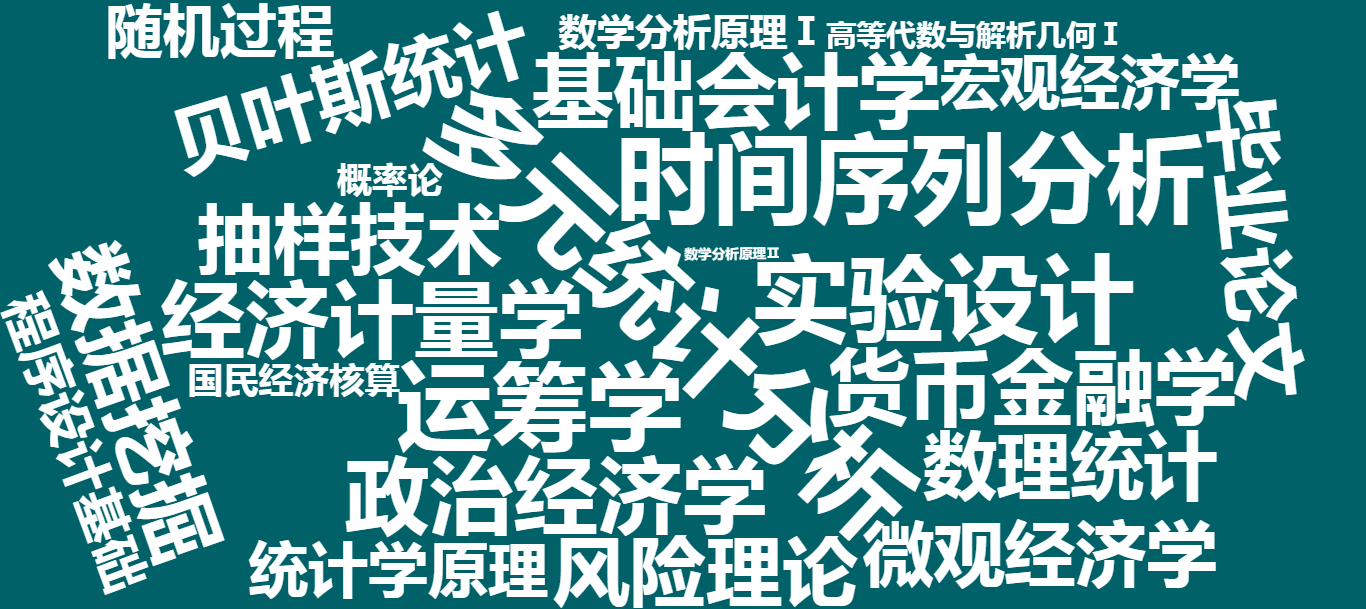 随机过程
数学分析原理Ⅰ
高等代数与解析几何Ⅰ
贝叶斯统计
基础会计学
宏观经济学
多元统计分析
时间序列分析
毕业论文
概率论
抽样技术
数学分析原理Ⅱ
实验设计
数据挖掘
程序设计基础
经济计量学
国民经济核算
运筹学
货币金融学
数理统计
政治经济学
微观经济学
统计学原理
风险理论